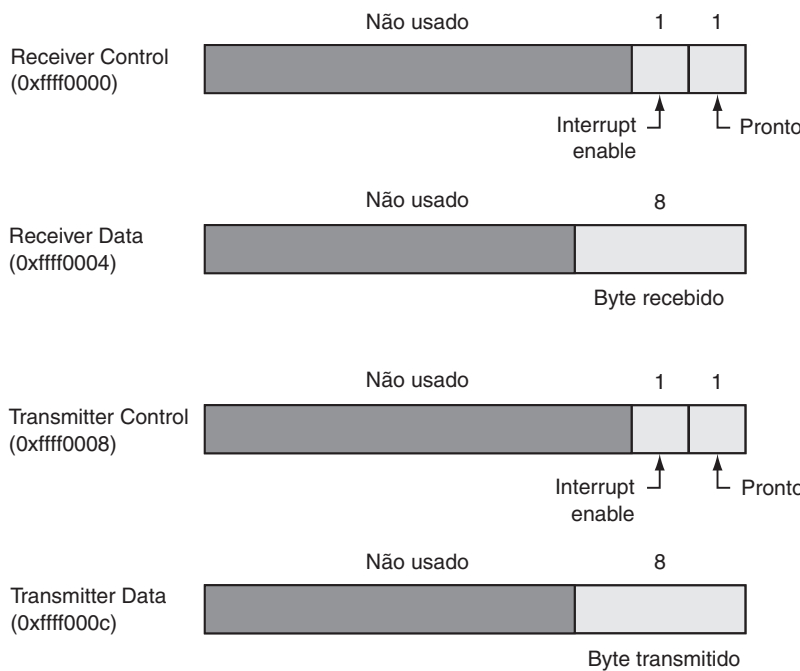 Não usado 1 1
Receiver Control
(0xffff0000)
Interrupt
enable
Pronto
Não usado 8
Receiver Data
(0xffff0004)
Byte recebido
Não usado 1 1
Transmitter Control
(0xffff0008)
Interrupt
enable
Pronto
Não usado 8
Transmitter Data
(0xffff000c)
Byte transmitido